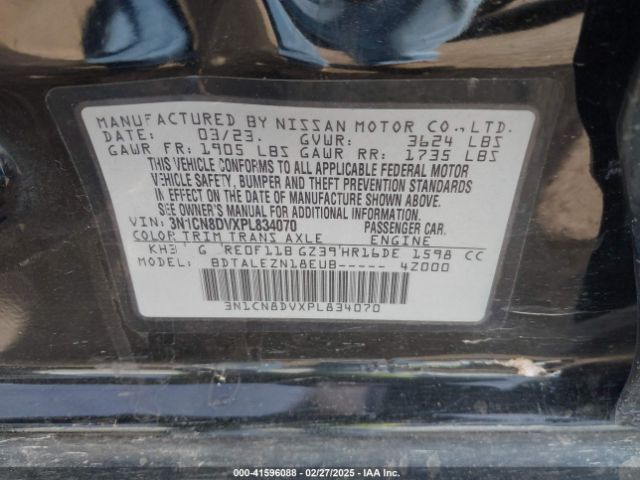 MANUFACTURED BY NISSAN MOTOR CO., LTD.
DATE: 03/23. GVWR: 3624 LBS
GAWR FR: 1905 LBS GAWR RR: 1735 LBS
THIS VEHICLE CONFORMS TO ALL APPLICABLE FEDERAL MOTOR
VEHICLE SAFETY, BUMPER AND THEFT PREVENTION STANDARDS
IN EFFECT ON THE DATE OF MANUFACTURE SHOWN ABOVE.
SEE OWNER'S MANUAL FOR ADDITIONAL INFORMATION.
VIN: 3N1CN8DVXPL834070 PASSENGER CAR.
COLOR TRIM TRANS AXLE ENGINE
KH3 G RE0F11B GZ39 HR16DE 1598 CC
MODEL: BDTALEZN18EUB----- 42000
3N1CN8DVXPL834070
000-41596088 — 02/27/2025 — IAA Inc.